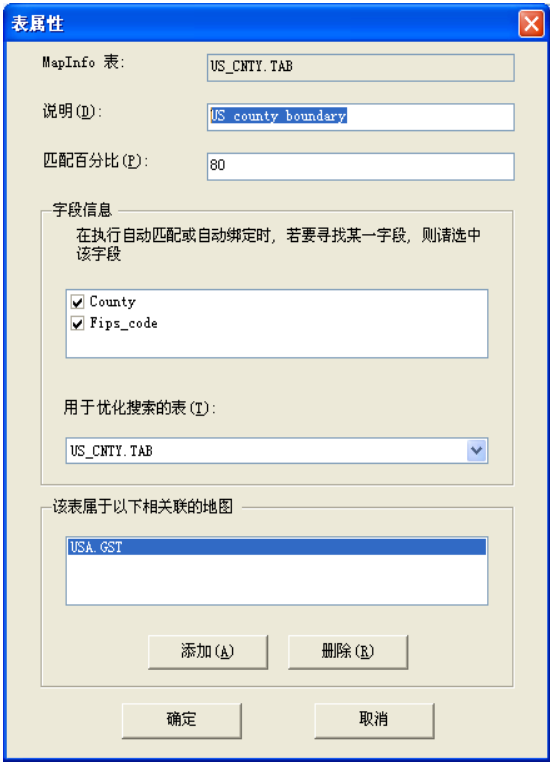 表属性
MapInfo 表:
US_CNTY.TAB
说明(D):
US county boundary
匹配百分比(P):
80
字段信息
在执行自动匹配或自动绑定时，若要寻找某一字段，则请选中
该字段
County
Fips_code
用于优化搜索的表(T):
US_CNTY.TAB
该表属于以下相关联的地图
USA.GST
添加(A)
删除(R)
确定
取消